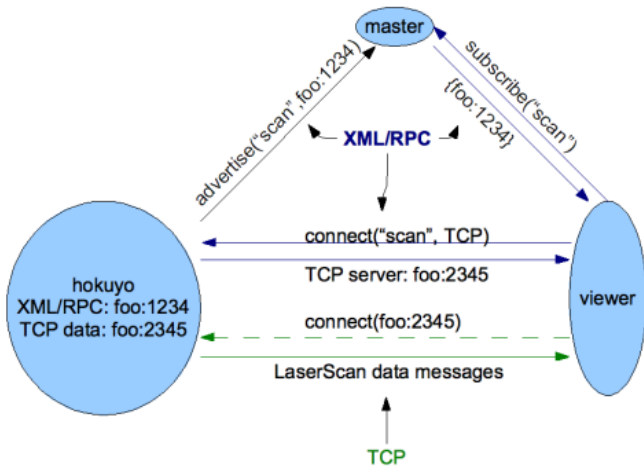 master
advertise("scan",foo:1234)
subscribe("scan")
{foo:1234}
XML/RPC
connect("scan", TCP)
TCP server: foo:2345
hokuyo
XML/RPC: foo:1234
TCP data: foo:2345
viewer
connect(foo:2345)
LaserScan data messages
TCP